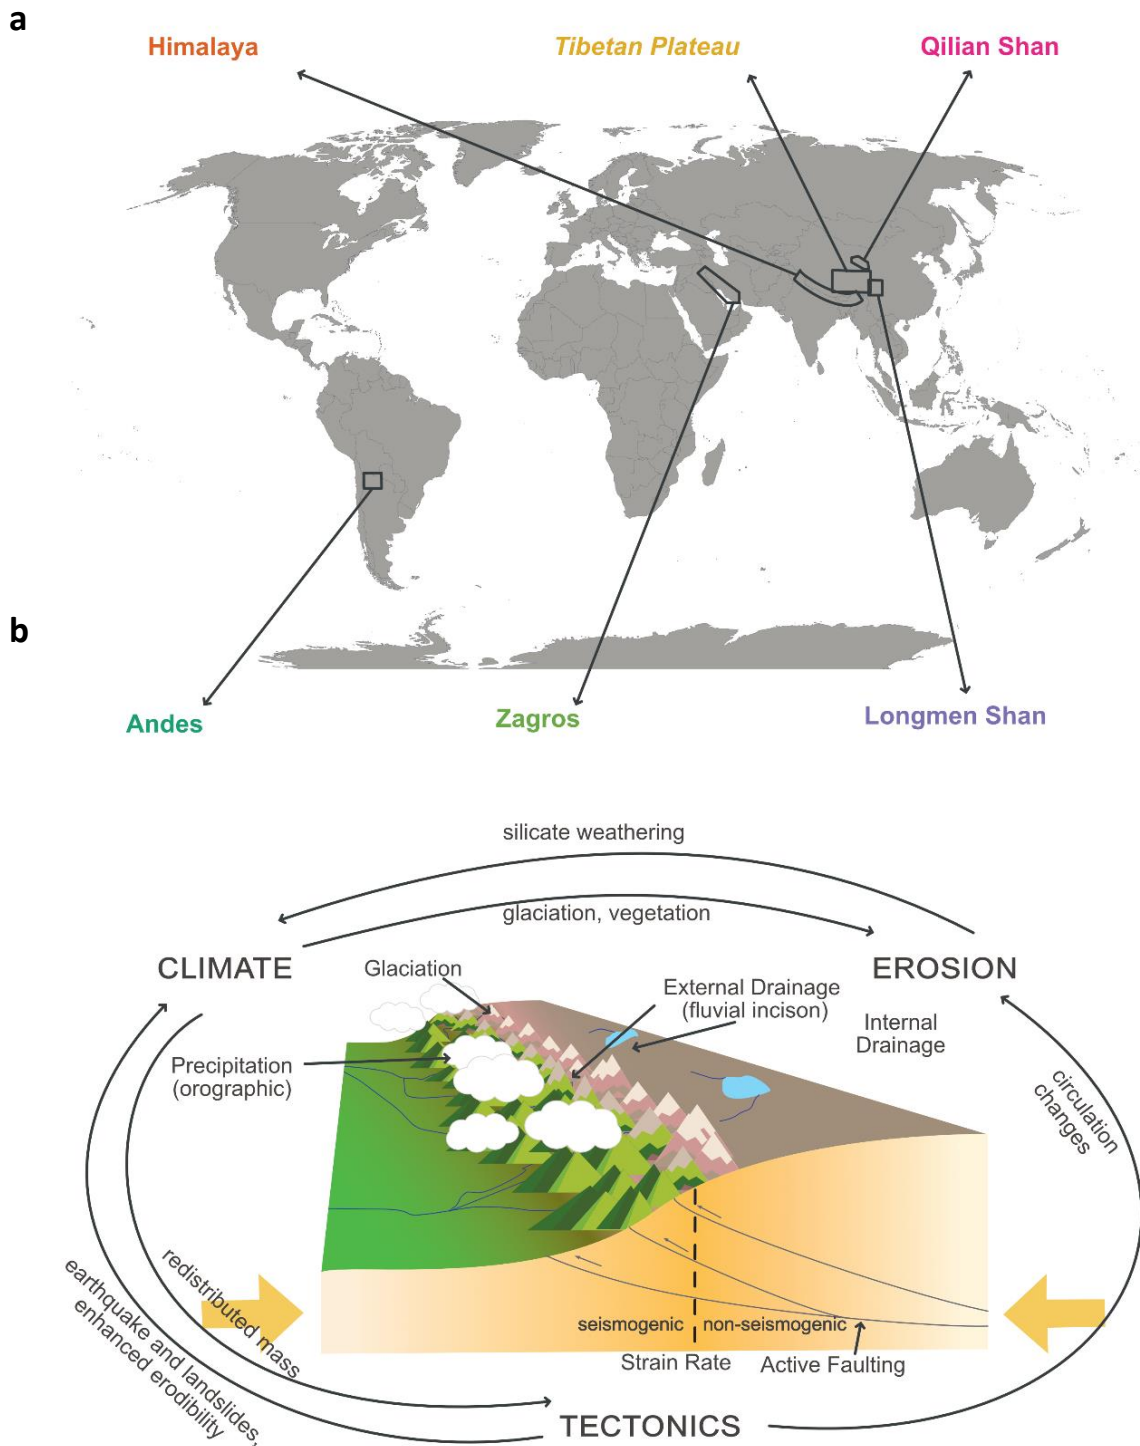 a
Himalaya
Tibetan Plateau
Qilian Shan
b
Andes
Zagros
Longmen Shan
silicate weathering
glaciation, vegetation
CLIMATE
EROSION
Glaciation
External Drainage
(fluvial incison)
Internal
Drainage
Precipitation
(orographic)
circulation
changes
redistributed mass
earthquake and landslides,
enhanced erodibility
seismogenic
non-seismogenic
Strain Rate
Active Faulting
TECTONICS